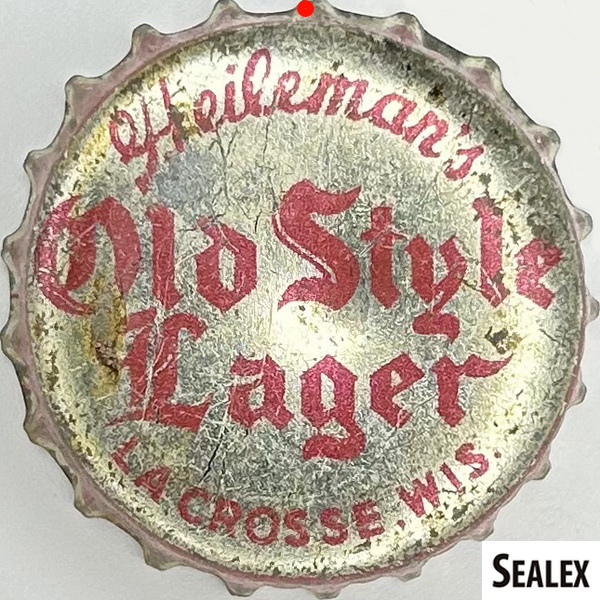 Heileman's
Old Style
Lager
LA CROSSE, WIS.
SEALEX